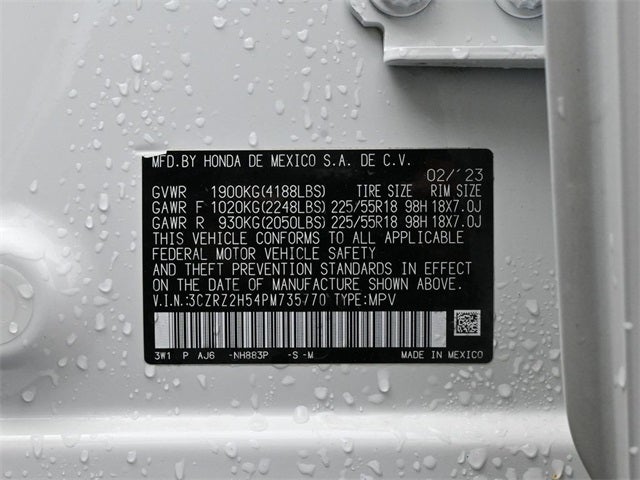 MFD.BY HONDA DE MEXICO S.A. DE C.V.
02/'23
GVWR 1900KG(4188LBS) TIRE SIZE RIM SIZE
GAWR F 1020KG(2248LBS) 225/55R18 98H 18X7.0J
GAWR R 930KG(2050LBS) 225/55R18 98H 18X7.0J
THIS VEHICLE CONFORMS TO ALL APPLICABLE
FEDERAL MOTOR VEHICLE SAFETY
AND THEFT PREVENTION STANDARDS IN EFFECT
ON THE DATE OF MANUFACTURE SHOWN ABOVE.
V.I.N.:3CZRZ2H54PM735770 TYPE:MPV
3W1 P AJ6 -NH883P -S-M MADE IN MEXICO